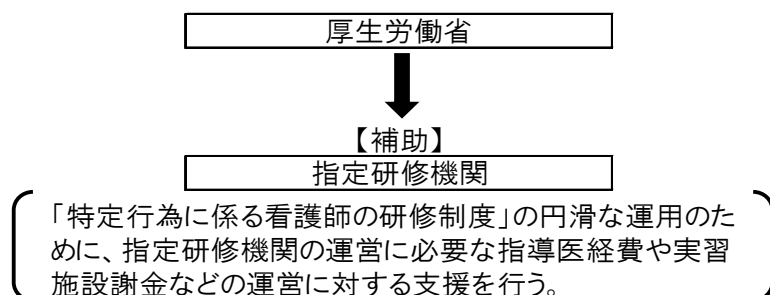 厚生労働省
【補助】
指定研修機関
「特定行為に係る看護師の研修制度」の円滑な運用のた
めに、指定研修機関の運営に必要な指導医経費や実習
施設謝金などの運営に対する支援を行う。